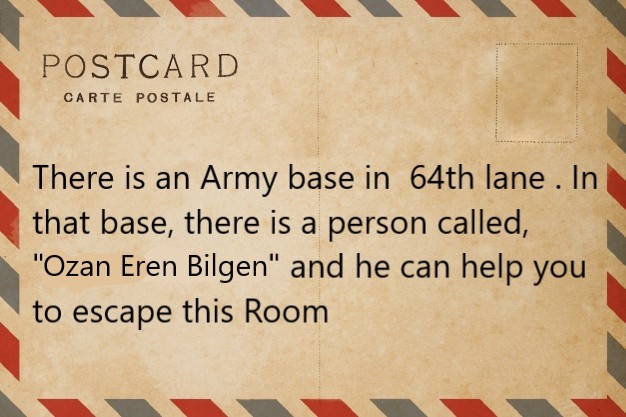 POSTCARD
CARTE POSTALE
There is an Army base in  64th lane . In
that base, there is a person called,
"Ozan Eren Bilgen" and he can help you
to escape this Room